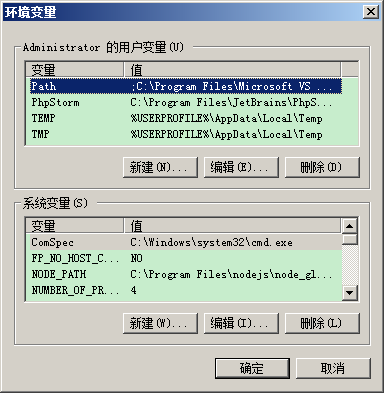 环境变量
Administrator 的用户变量(U)
变量 值
Path ;C:\Program Files\Microsoft VS ...
PhpStorm C:\Program Files\JetBrains\PhpS...
TEMP %USERPROFILE%\AppData\Local\Temp
TMP %USERPROFILE%\AppData\Local\Temp
新建(N)... 编辑(E)... 删除(D)
系统变量(S)
变量 值
ComSpec C:\Windows\system32\cmd.exe
FP_NO_HOST_C... NO
NODE_PATH C:\Program Files\nodejs\node_gl...
NUMBER_OF_PR... 4
新建(W)... 编辑(I)... 删除(L)
确定 取消